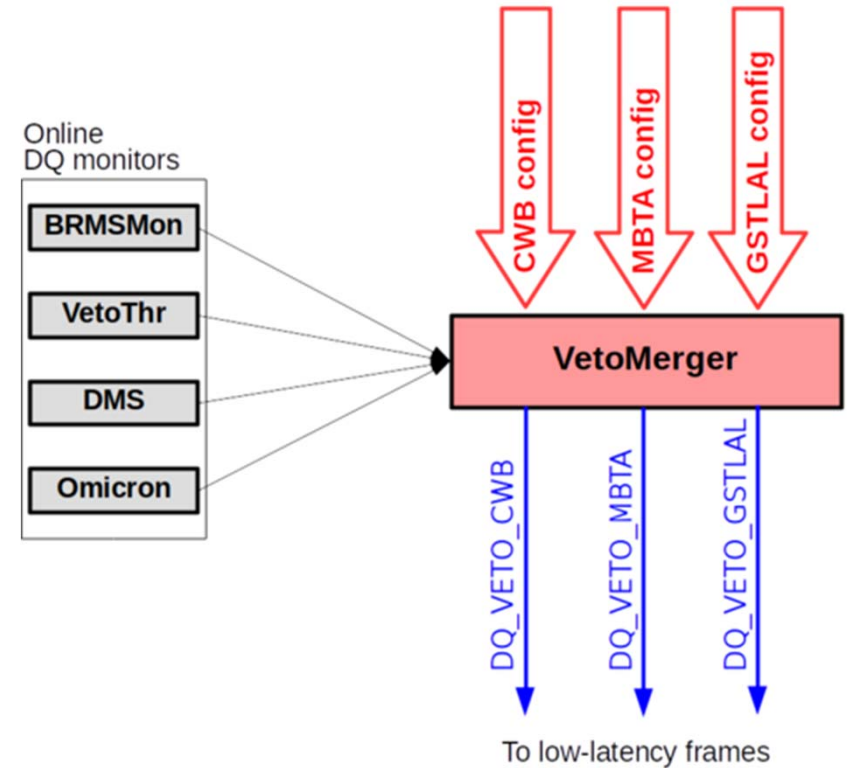 Online
DQ monitors
BRMSMon
VetoThr
DMS
Omicron
CWB config
MBTA config
GSTLAL config
VetoMerger
DQ_VETO_CWB
DQ_VETO_MBTA
DQ_VETO_GSTLAL
To low-latency frames